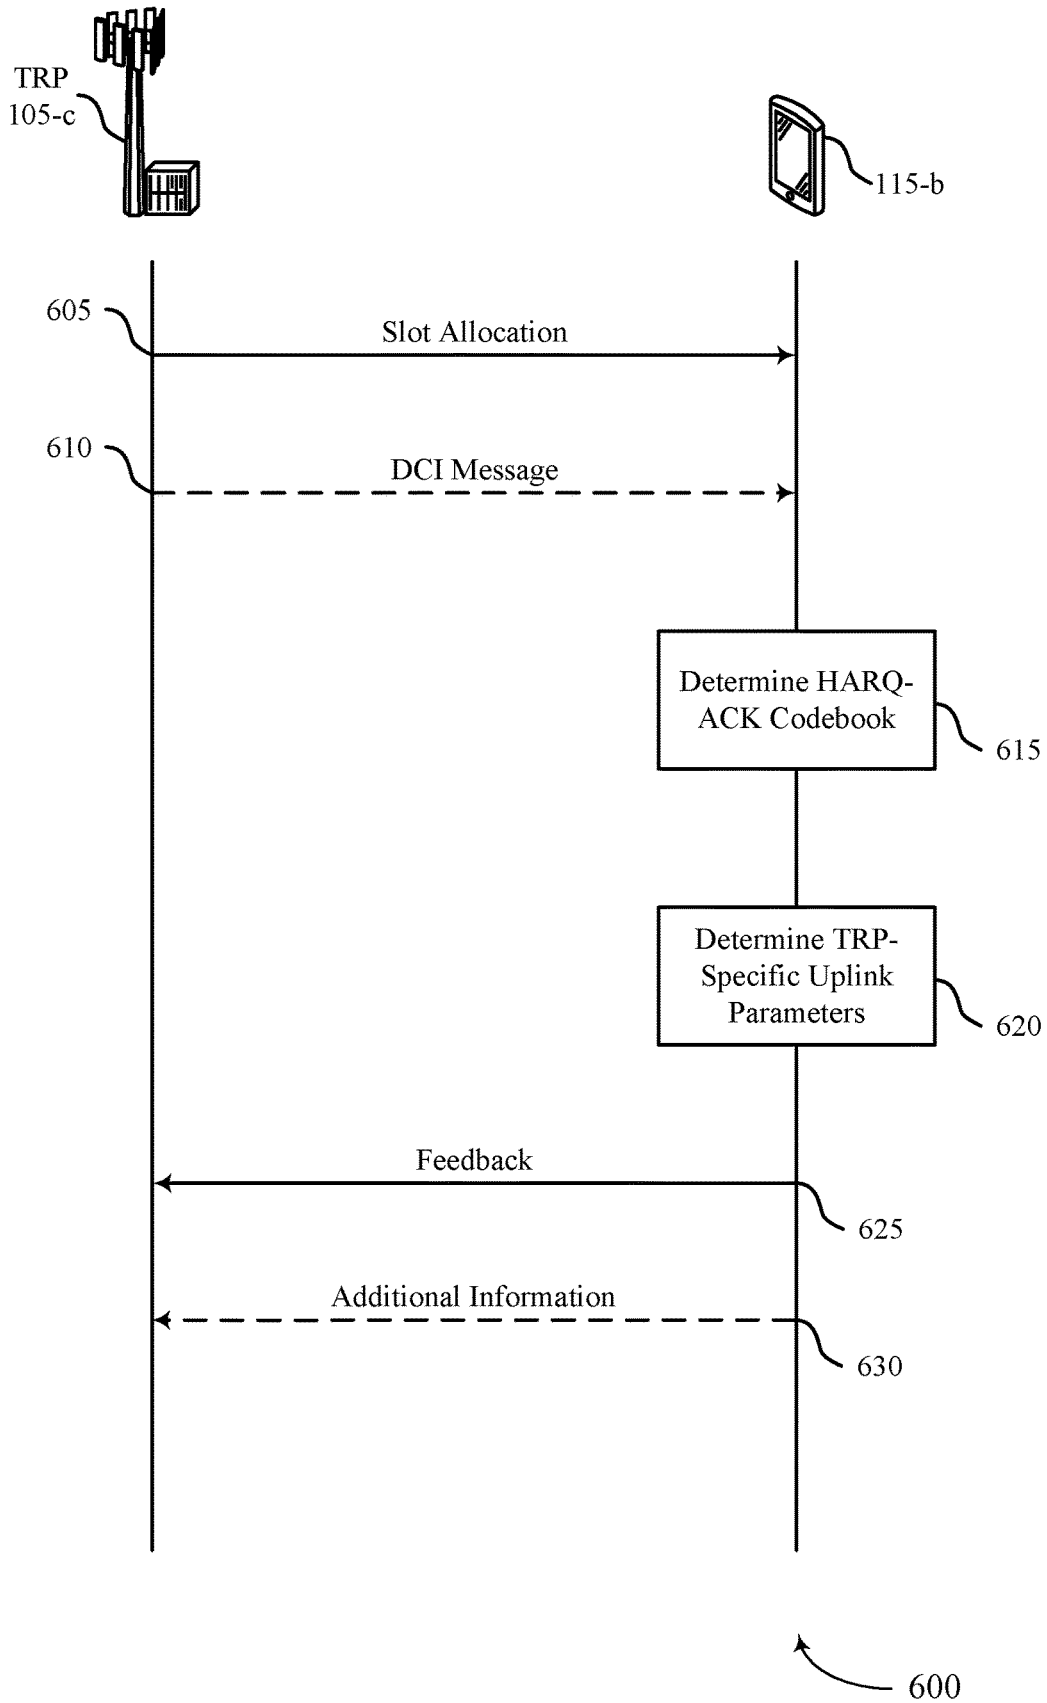 TRP
105-c
115-b
605
Slot Allocation
610
DCI Message
Determine HARQ-
ACK Codebook
615
Determine TRP-
Specific Uplink
Parameters
620
Feedback
625
Additional Information
630
600